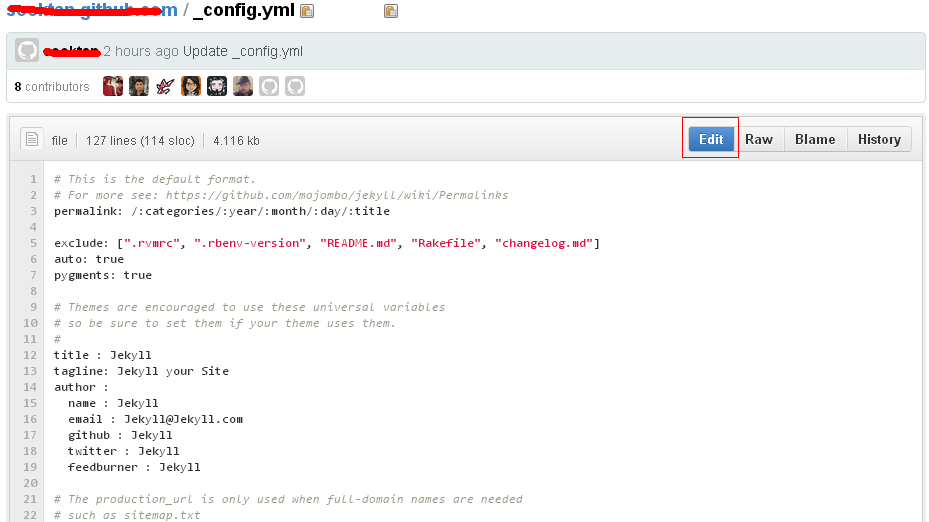 / _config.yml
2 hours ago Update _config.yml
8 contributors
file 127 lines (114 sloc) 4.116 kb Edit Raw Blame History
1 # This is the default format.
2 # For more see: https://github.com/mojombo/jekyll/wiki/Permalinks
3 permalink: /:categories/:year/:month/:day/:title
4
5 exclude: [".rvmrc", ".rbenv-version", "README.md", "Rakefile", "changelog.md"]
6 auto: true
7 pygments: true
8
9 # Themes are encouraged to use these universal variables
10 # so be sure to set them if your theme uses them.
11 #
12 title : Jekyll
13 tagline: Jekyll your Site
14 author :
15 name : Jekyll
16 email : Jekyll@Jekyll.com
17 github : Jekyll
18 twitter : Jekyll
19 feedburner : Jekyll
20
21 # The production_url is only used when full-domain names are needed
22 # such as sitemap.txt